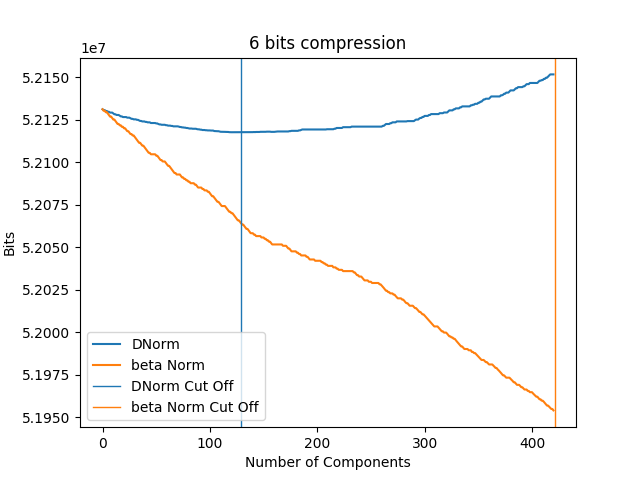 6 bits compression
1e7
5.2150
5.2125
5.2100
5.2075
5.2050
5.2025
5.2000
5.1975
5.1950
Bits
DNorm
beta Norm
DNorm Cut Off
beta Norm Cut Off
0 100 200 300 400
Number of Components